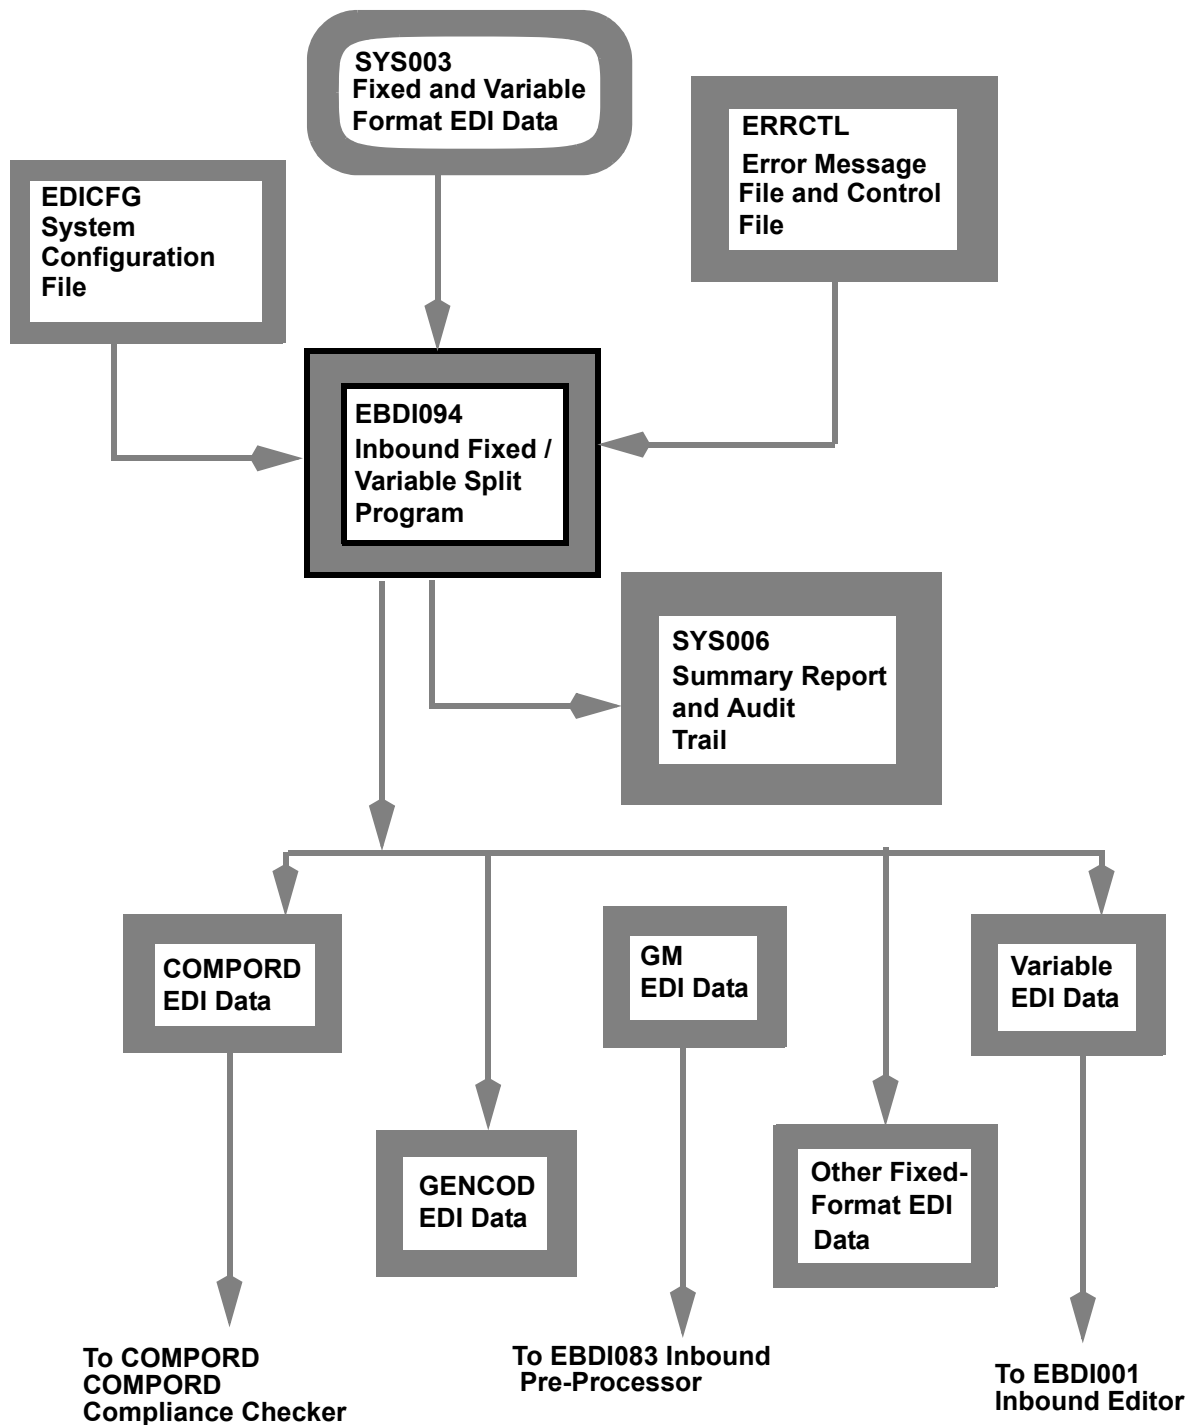 SYS003
Fixed and Variable
Format EDI Data
ERRCTL
Error Message
File and Control
File
EDICFG
System
Configuration
File
EBDI094
Inbound Fixed /
Variable Split
Program
SYS006
Summary Report
and Audit
Trail
COMPORD
EDI Data
GM
EDI Data
Variable
EDI Data
GENCOD
EDI Data
Other Fixed-
Format EDI
Data
To COMPORD
COMPORD
Compliance Checker
To EBDI083 Inbound
Pre-Processor
To EBDI001
Inbound Editor